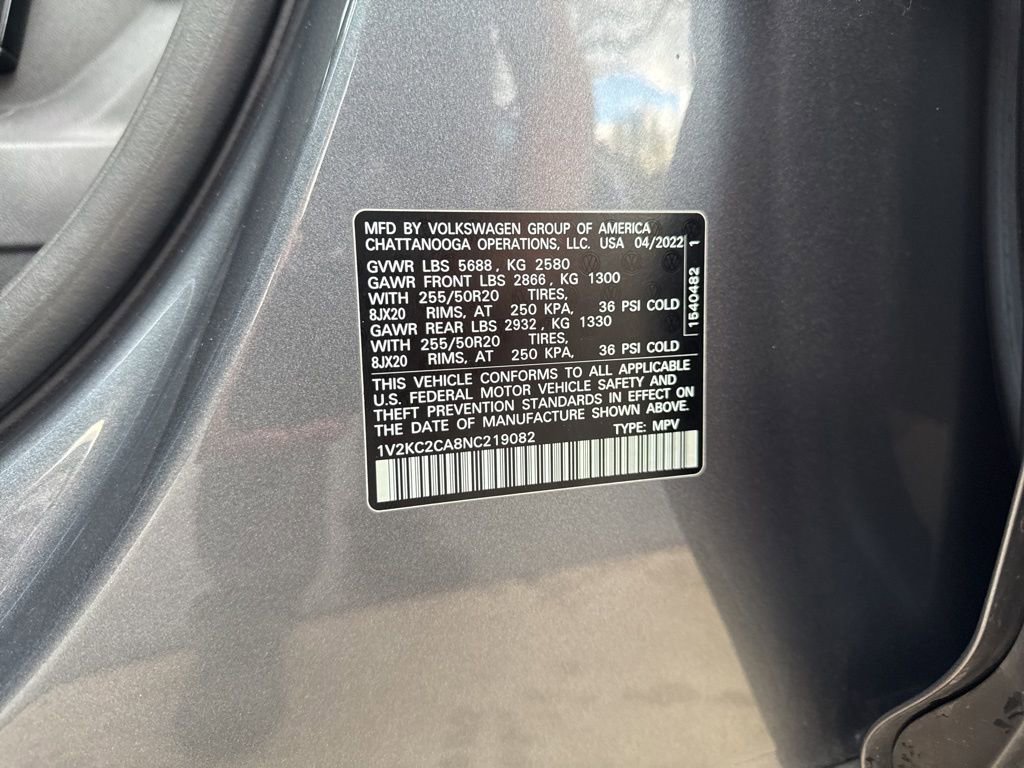 MFD BY VOLKSWAGEN GROUP OF AMERICA
CHATTANOOGA OPERATIONS, LLC. USA 04/2022
GVWR LBS 5688, KG 2580
GAWR FRONT LBS 2866, KG 1300
WITH 255/50R20 TIRES,
8JX20 RIMS, AT 250 KPA, 36 PSI COLD
GAWR REAR LBS 2932, KG 1330
WITH 255/50R20 TIRES,
8JX20 RIMS, AT 250 KPA, 36 PSI COLD
1540482 1
THIS VEHICLE CONFORMS TO ALL APPLICABLE
U.S. FEDERAL MOTOR VEHICLE SAFETY AND
THEFT PREVENTION STANDARDS IN EFFECT ON
THE DATE OF MANUFACTURE SHOWN ABOVE.
1V2KC2CA8NC219082 TYPE: MPV